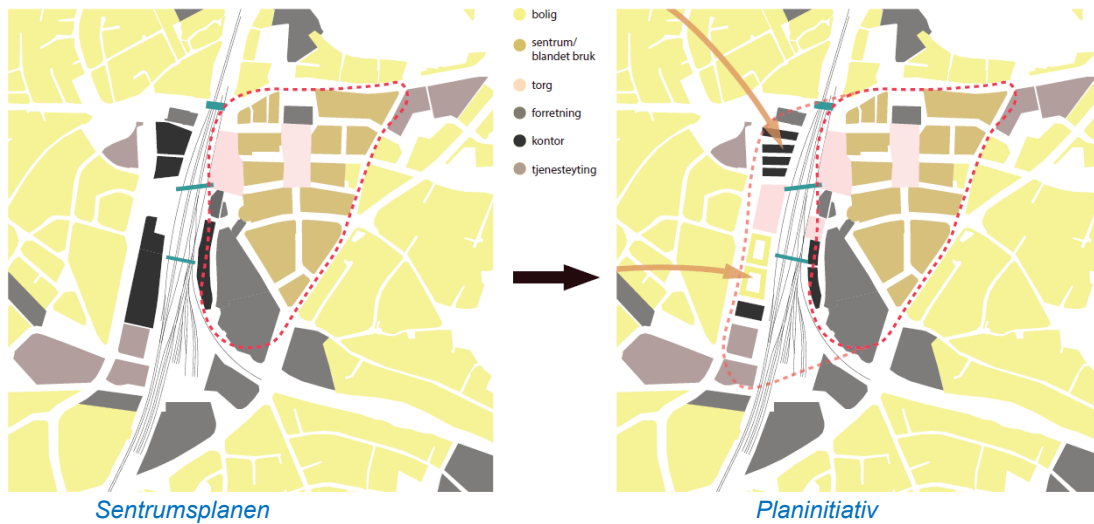 bolig
sentrum/
blandet bruk
torg
forretning
kontor
tjenesteyting
Sentrumsplanen
Planinitiativ